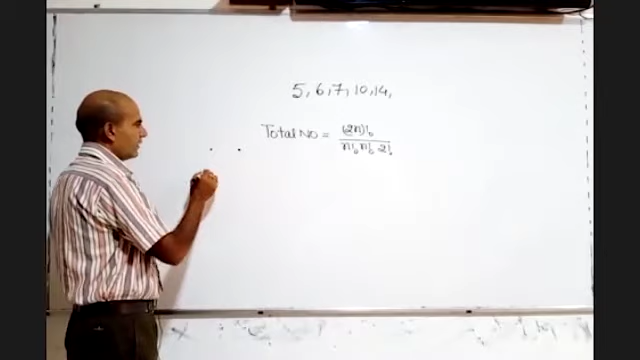 5, 6, 7, 10, 14,
Total No = (2n)!
n! n! 2!